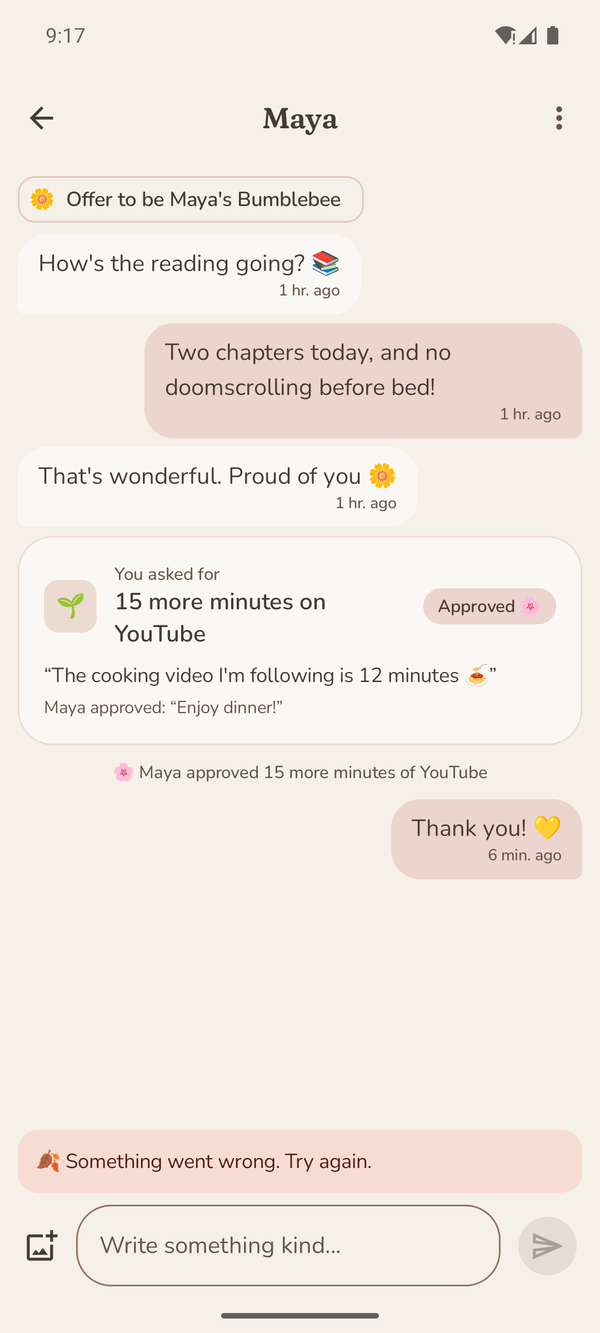 9:17
Maya
🌼 Offer to be Maya's Bumblebee
How's the reading going? 📚
1 hr. ago
Two chapters today, and no
doomscrolling before bed!
1 hr. ago
That's wonderful. Proud of you 🌼
1 hr. ago
You asked for
15 more minutes on
YouTube
Approved 🌸
“The cooking video I'm following is 12 minutes 🍝”
Maya approved: “Enjoy dinner!”
🌸 Maya approved 15 more minutes of YouTube
Thank you! 💛
6 min. ago
🍂 Something went wrong. Try again.
Write something kind...